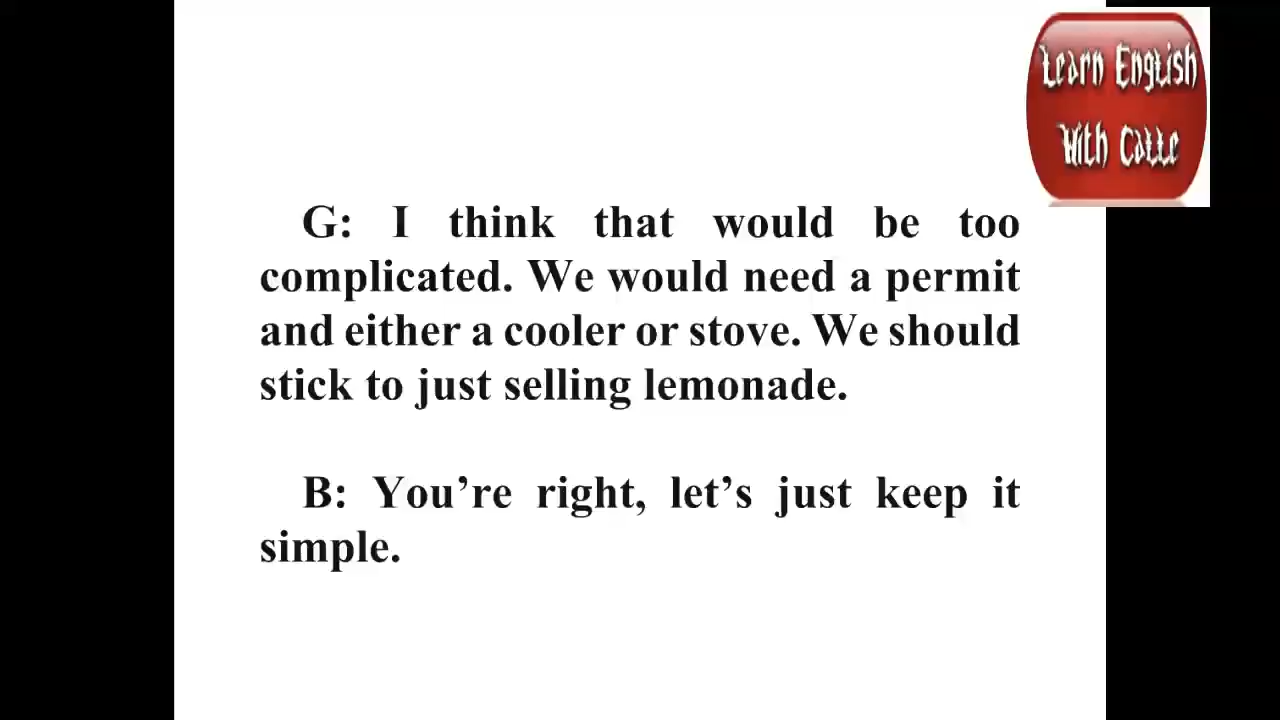 Learn English
With Catte
G: I think that would be too
complicated. We would need a permit
and either a cooler or stove. We should
stick to just selling lemonade.
B: You're right, let's just keep it
simple.